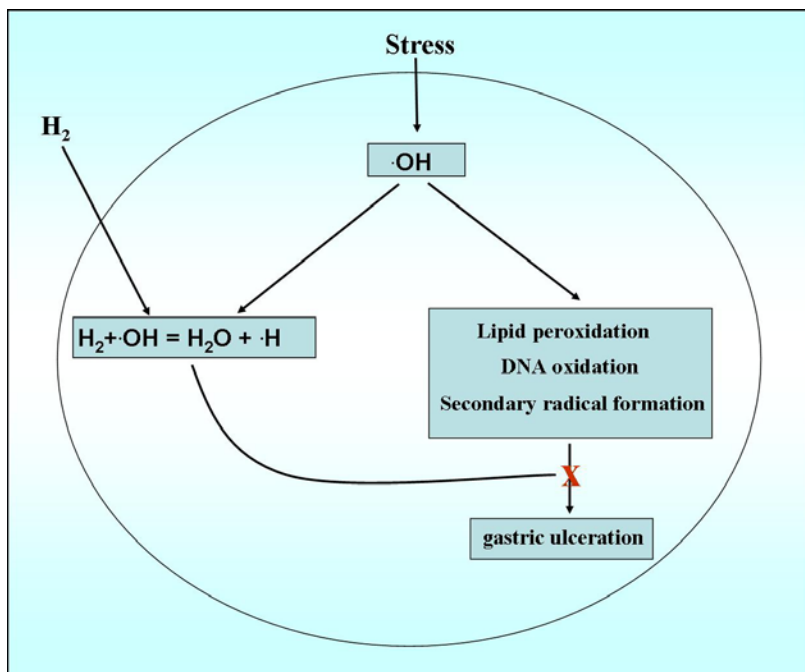 Stress
H₂
·OH
H₂+·OH = H₂O + ·H
Lipid peroxidation
DNA oxidation
Secondary radical formation
X
gastric ulceration